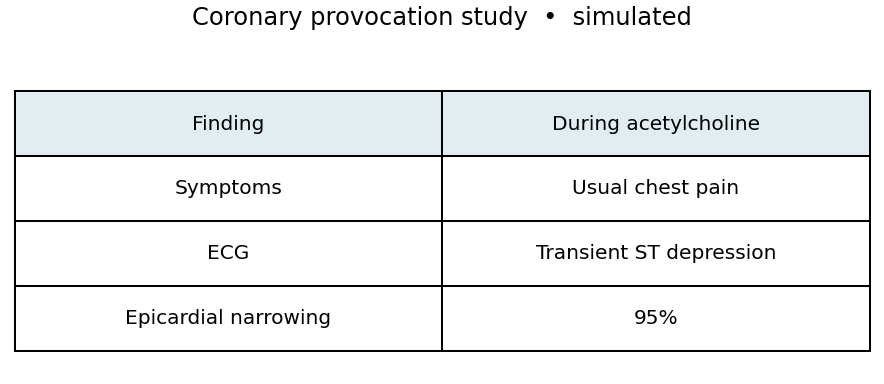 Coronary provocation study • simulated
Finding During acetylcholine
Symptoms Usual chest pain
ECG Transient ST depression
Epicardial narrowing 95%